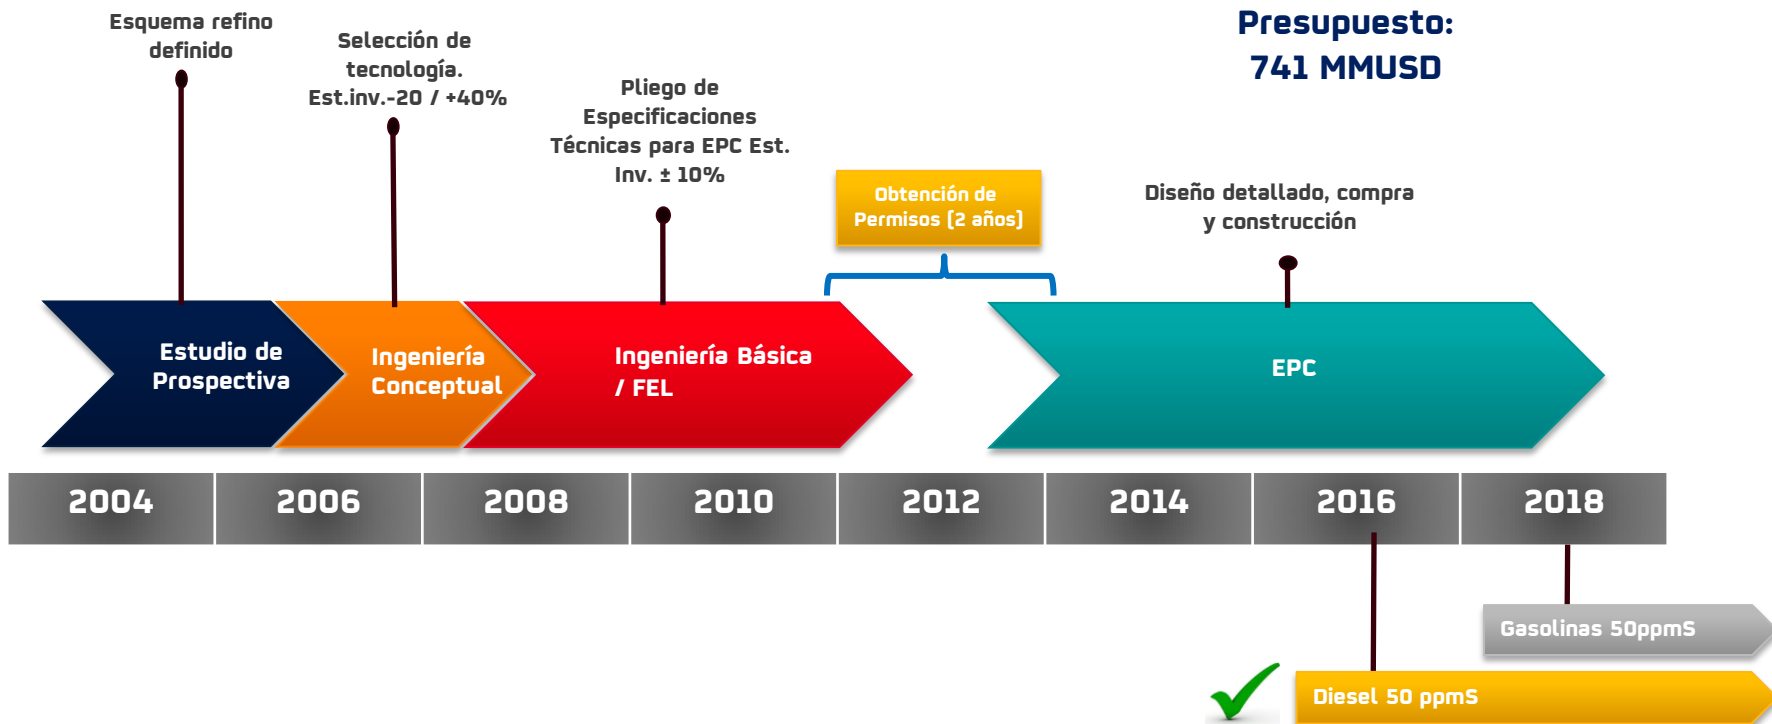 Esquema refino
definido
Selección de
tecnología.
Est.inv.-20 / +40%
Pliego de
Especificaciones
Técnicas para EPC Est.
Inv. ± 10%
Presupuesto:
741 MMUSD
Obtención de
Permisos (2 años)
Diseño detallado, compra
y construcción
Estudio de
Prospectiva
Ingeniería
Conceptual
Ingeniería Básica
/ FEL
EPC
2004
2006
2008
2010
2012
2014
2016
2018
Gasolinas 50ppmS
Diesel 50 ppmS